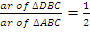 ar of ΔDBC / ar of ΔABC = 1/2